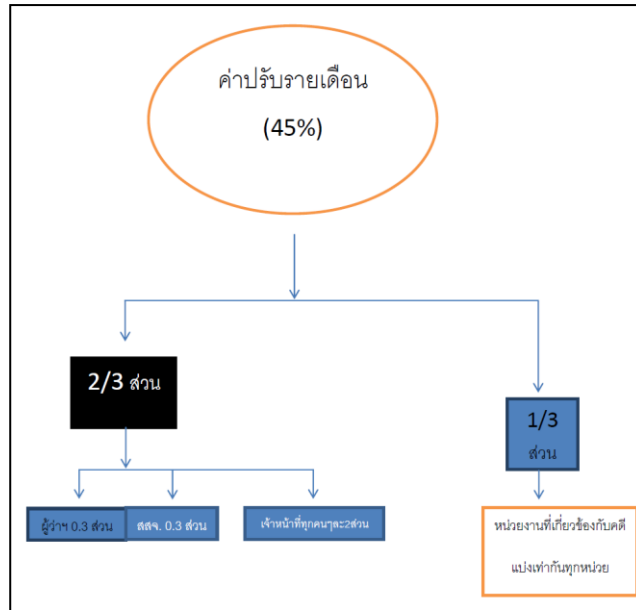 ค่าปรับรายเดือน
(45%)
2/3 ส่วน
1/3
ส่วน
ผู้ว่าฯ 0.3 ส่วน
สสจ. 0.3 ส่วน
เจ้าหน้าที่ทุกคนๆละ2ส่วน
หน่วยงานที่เกี่ยวข้องกับคดี
แบ่งเท่ากันทุกหน่วย